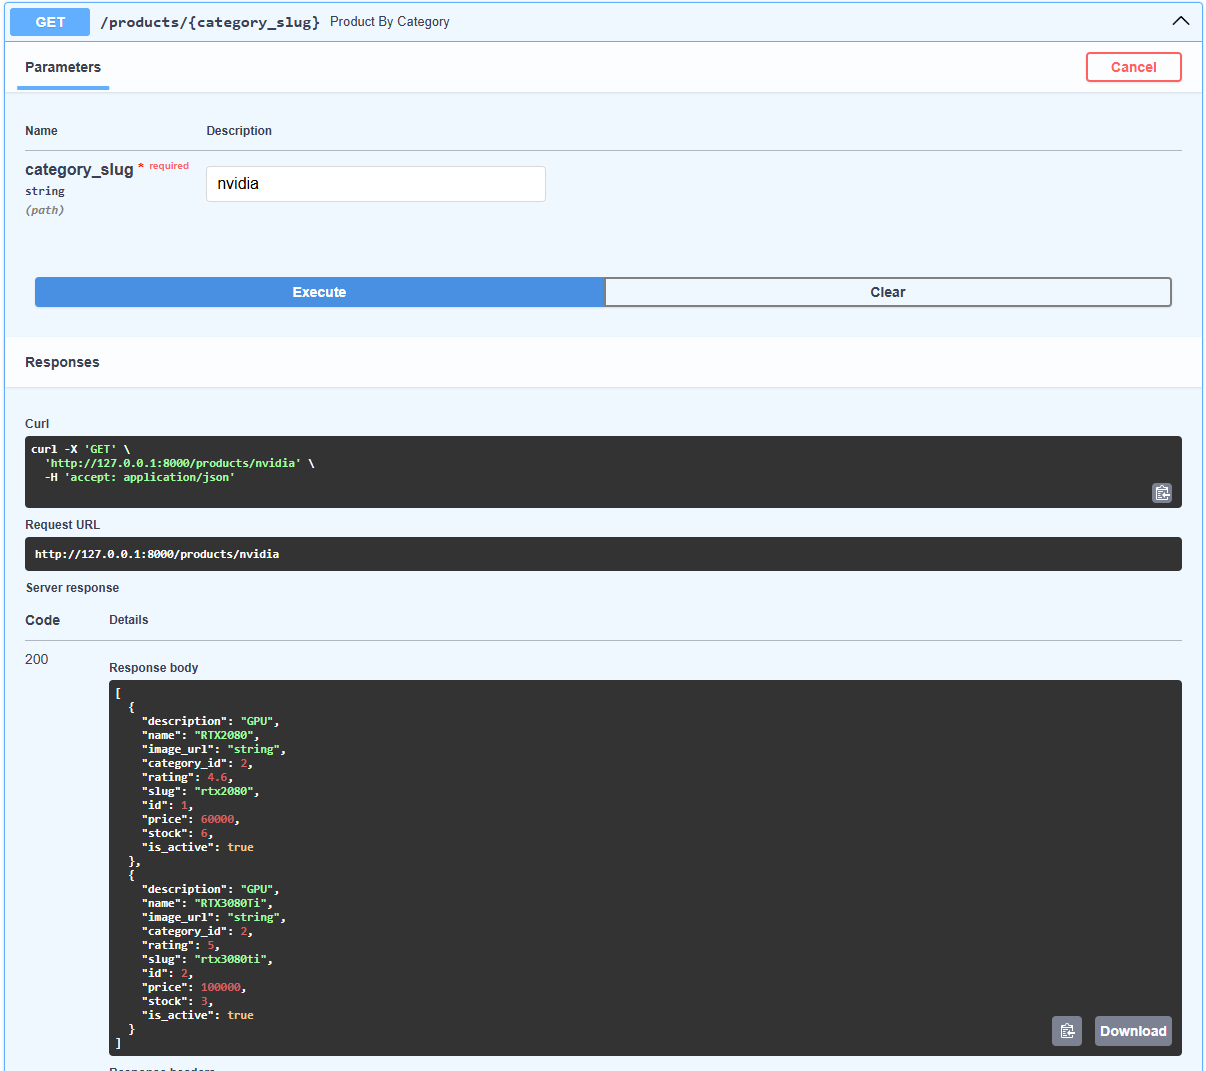 GET /products/{category_slug} Product By Category
Parameters
Cancel
Name Description
category_slug * required
string
(path)
nvidia
Execute
Clear
Responses
Curl
curl -X 'GET' \
  'http://127.0.0.1:8000/products/nvidia' \
  -H 'accept: application/json'
Request URL
http://127.0.0.1:8000/products/nvidia
Server response
Code Details
200
Response body
[
  {
    "description": "GPU",
    "name": "RTX2080",
    "image_url": "string",
    "category_id": 2,
    "rating": 4.6,
    "slug": "rtx2080",
    "id": 1,
    "price": 60000,
    "stock": 6,
    "is_active": true
  },
  {
    "description": "GPU",
    "name": "RTX3080Ti",
    "image_url": "string",
    "category_id": 2,
    "rating": 5,
    "slug": "rtx3080ti",
    "id": 2,
    "price": 100000,
    "stock": 3,
    "is_active": true
  }
]
Download
Response headers